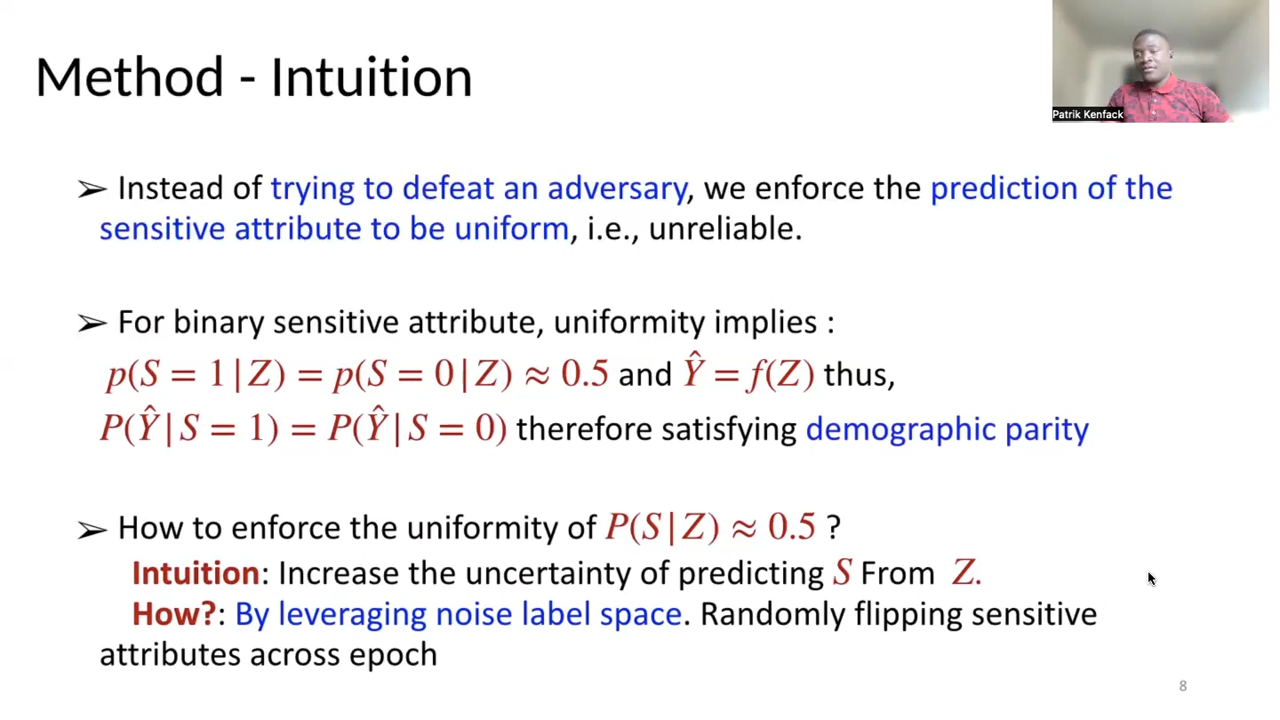 Method - Intuition
Patrik Kenfack
➢ Instead of trying to defeat an adversary, we enforce the prediction of the
sensitive attribute to be uniform, i.e., unreliable.
➢ For binary sensitive attribute, uniformity implies :
p(S = 1|Z) = p(S = 0|Z) ≈ 0.5 and Ŷ = f(Z) thus,
P(Ŷ|S = 1) = P(Ŷ|S = 0) therefore satisfying demographic parity
➢ How to enforce the uniformity of P(S|Z) ≈ 0.5 ?
Intuition: Increase the uncertainty of predicting S From Z.
How?: By leveraging noise label space. Randomly flipping sensitive
attributes across epoch
8